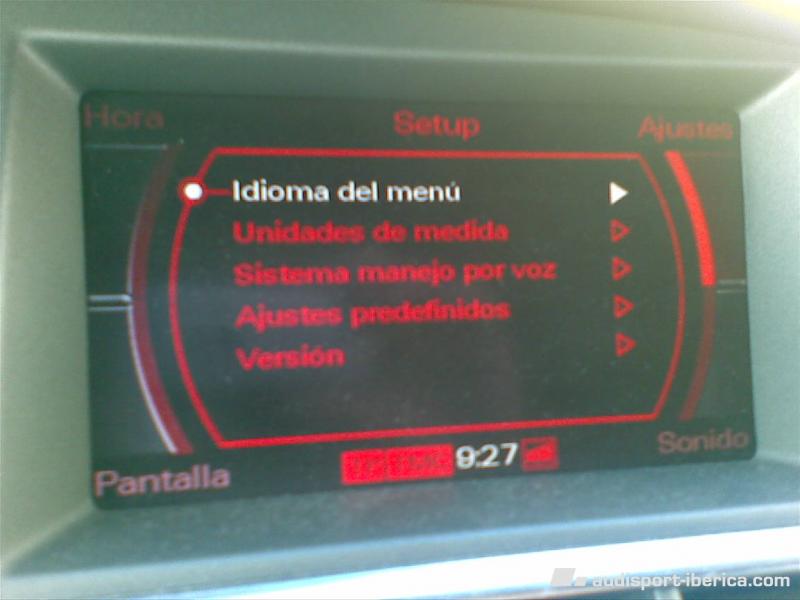 Hora Setup Ajustes
Idioma del menú
Unidades de medida
Sistema manejo por voz
Ajustes predefinidos
Versión
Pantalla 9:27 Sonido
audisport-iberica.com